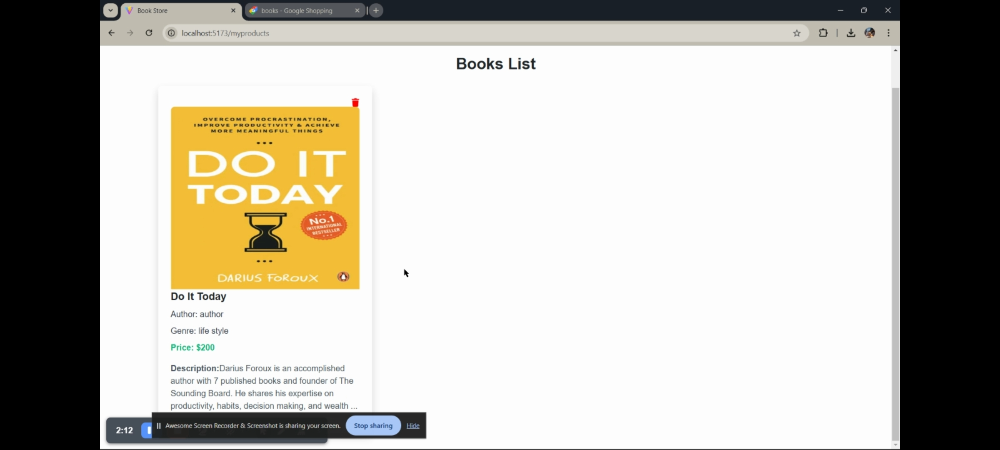 Book Store
books - Google Shopping
localhost:5173/myproducts
Books List
OVERCOME PROCRASTINATION,
IMPROVE PRODUCTIVITY & ACHIEVE
MORE MEANINGFUL THINGS
DO IT
TODAY
No.1
INTERNATIONAL
BESTSELLER
DARIUS FOROUX
Do It Today
Author: author
Genre: life style
Price: $200
Description:Darius Foroux is an accomplished
author with 7 published books and founder of The
Sounding Board. He shares his expertise on
productivity, habits, decision making, and wealth ...
2:12
Awesome Screen Recorder & Screenshot is sharing your screen.
Stop sharing
Hide